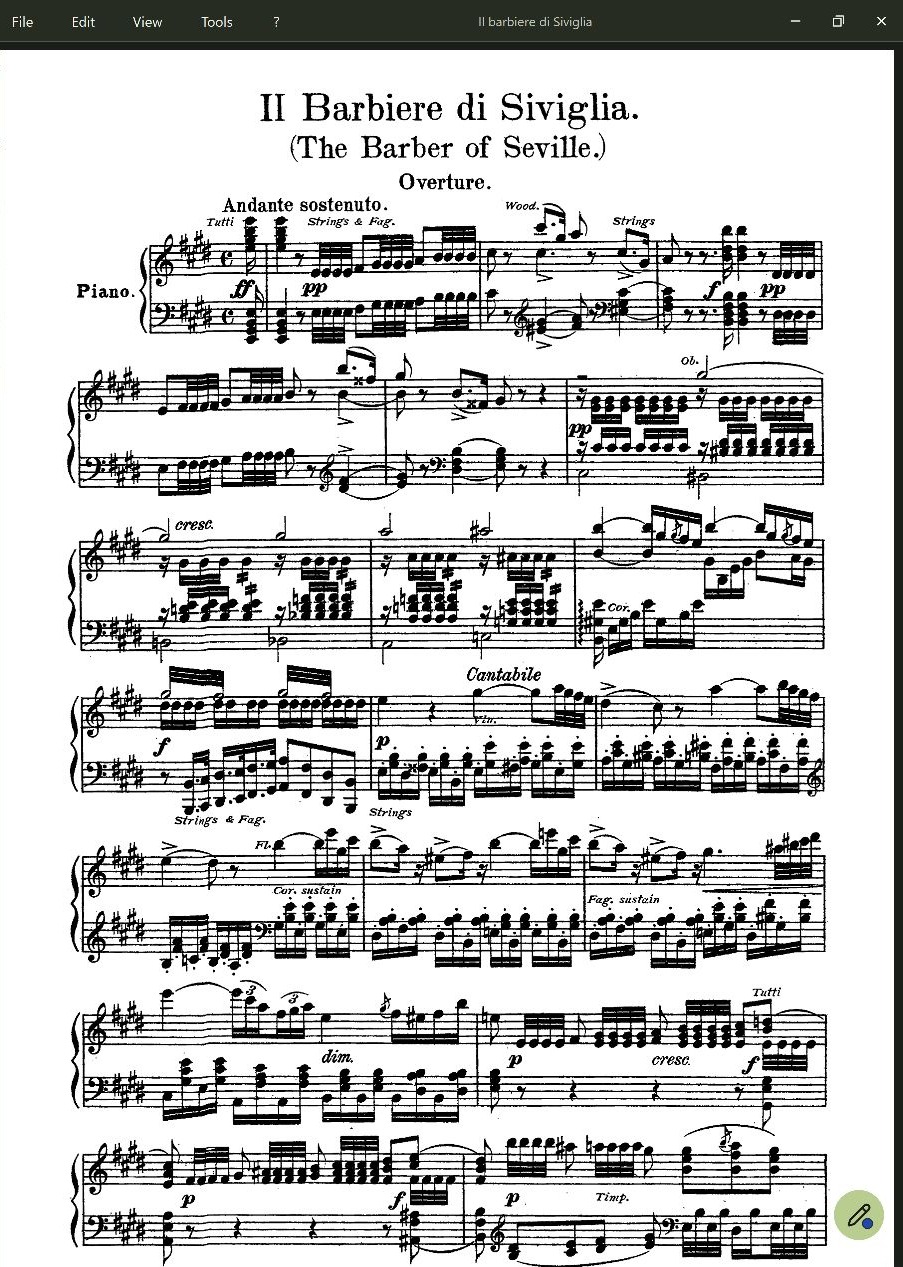 File Edit View Tools ? Il barbiere di Siviglia
Il Barbiere di Siviglia.
(The Barber of Seville.)
Overture.
Andante sostenuto.
Tutti Strings & Fag. Wood. Strings
Piano. ff pp f pp
Ob.
pp
cresc.
Cor.
Cantabile
Vln.
f p
Strings & Fag. Strings
Fl.
Cor. sustain Fag. sustain
3 3 Tutti
dim. p cresc. f
p f p Timp.